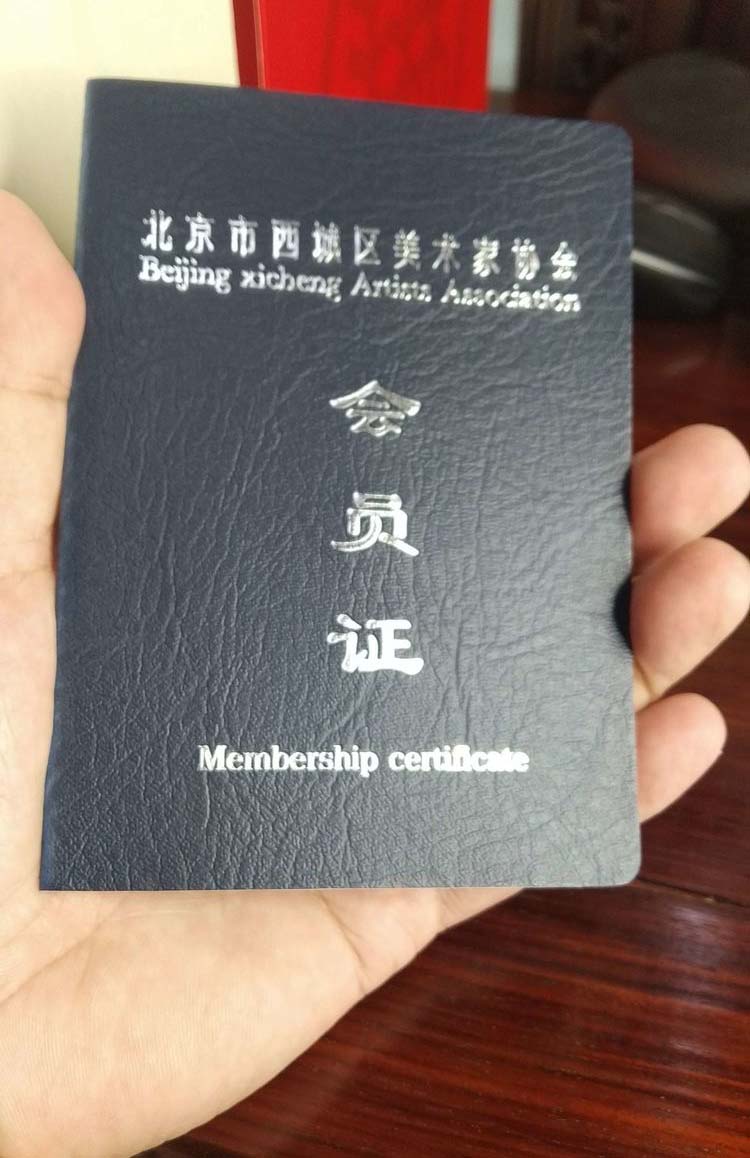 北京市西城区美术家协会
Beijing xicheng Artists Association
会
员
证
Membership certificate